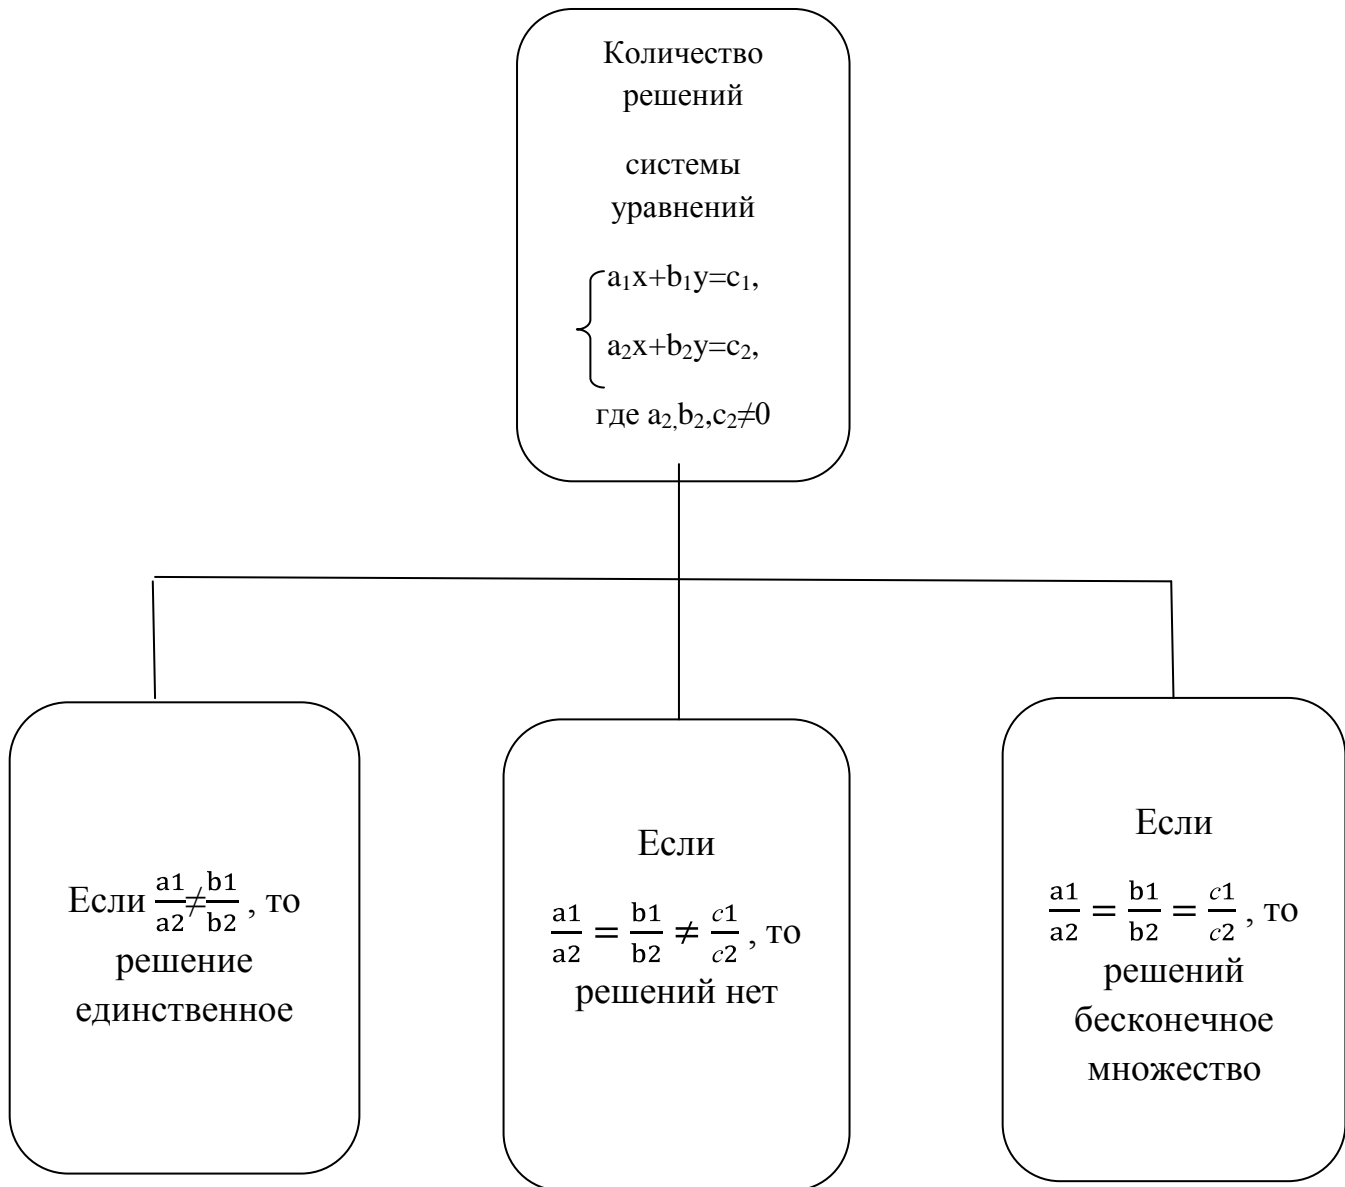 Количество
решений
системы
уравнений
a₁x+b₁y=c₁,
a₂x+b₂y=c₂,
где a₂,b₂,c₂≠0
Если a1/a2≠b1/b2 , то
решение
единственное
Если
a1/a2 = b1/b2 ≠ c1/c2 , то
решений нет
Если
a1/a2 = b1/b2 = c1/c2 , то
решений
бесконечное
множество